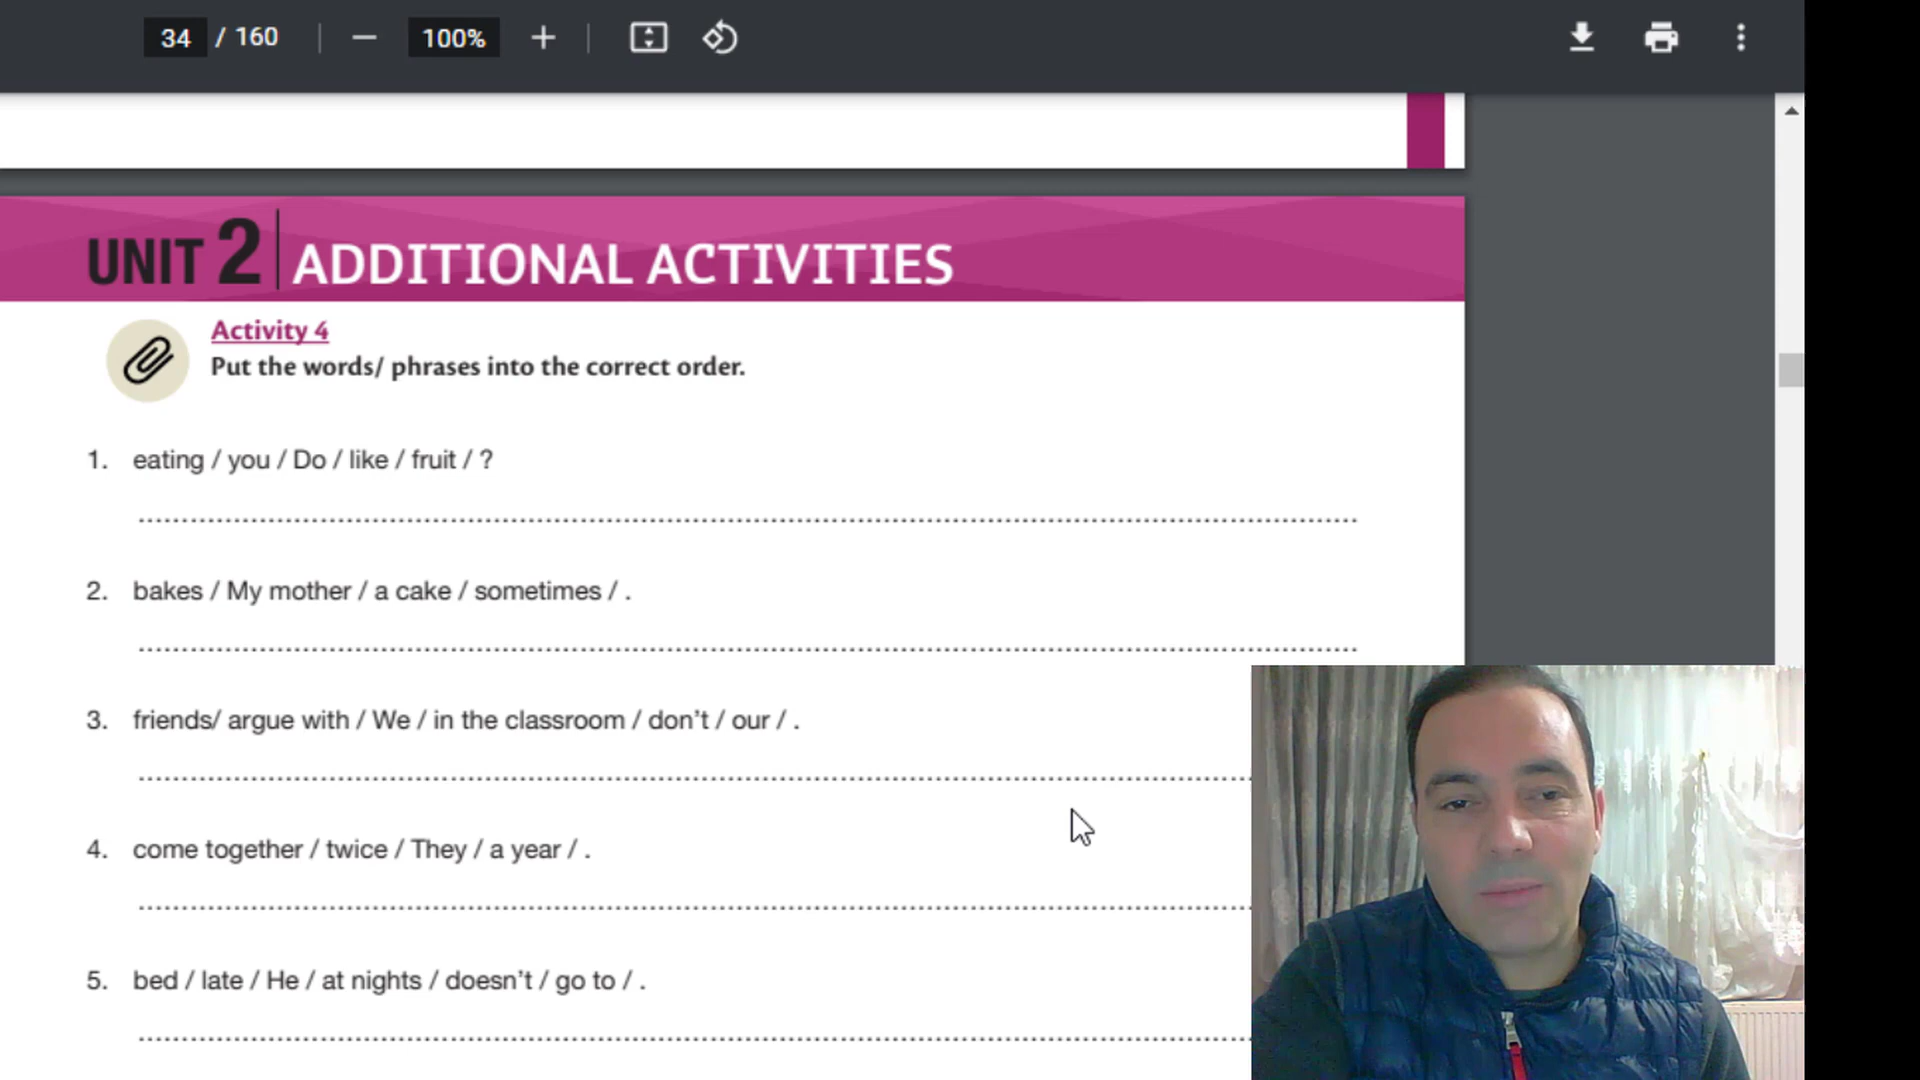 34 / 160 100%
UNIT 2 ADDITIONAL ACTIVITIES
Activity 4
Put the words/ phrases into the correct order.
1. eating / you / Do / like / fruit / ?
2. bakes / My mother / a cake / sometimes / .
3. friends/ argue with / We / in the classroom / don’t / our / .
4. come together / twice / They / a year / .
5. bed / late / He / at nights / doesn’t / go to / .